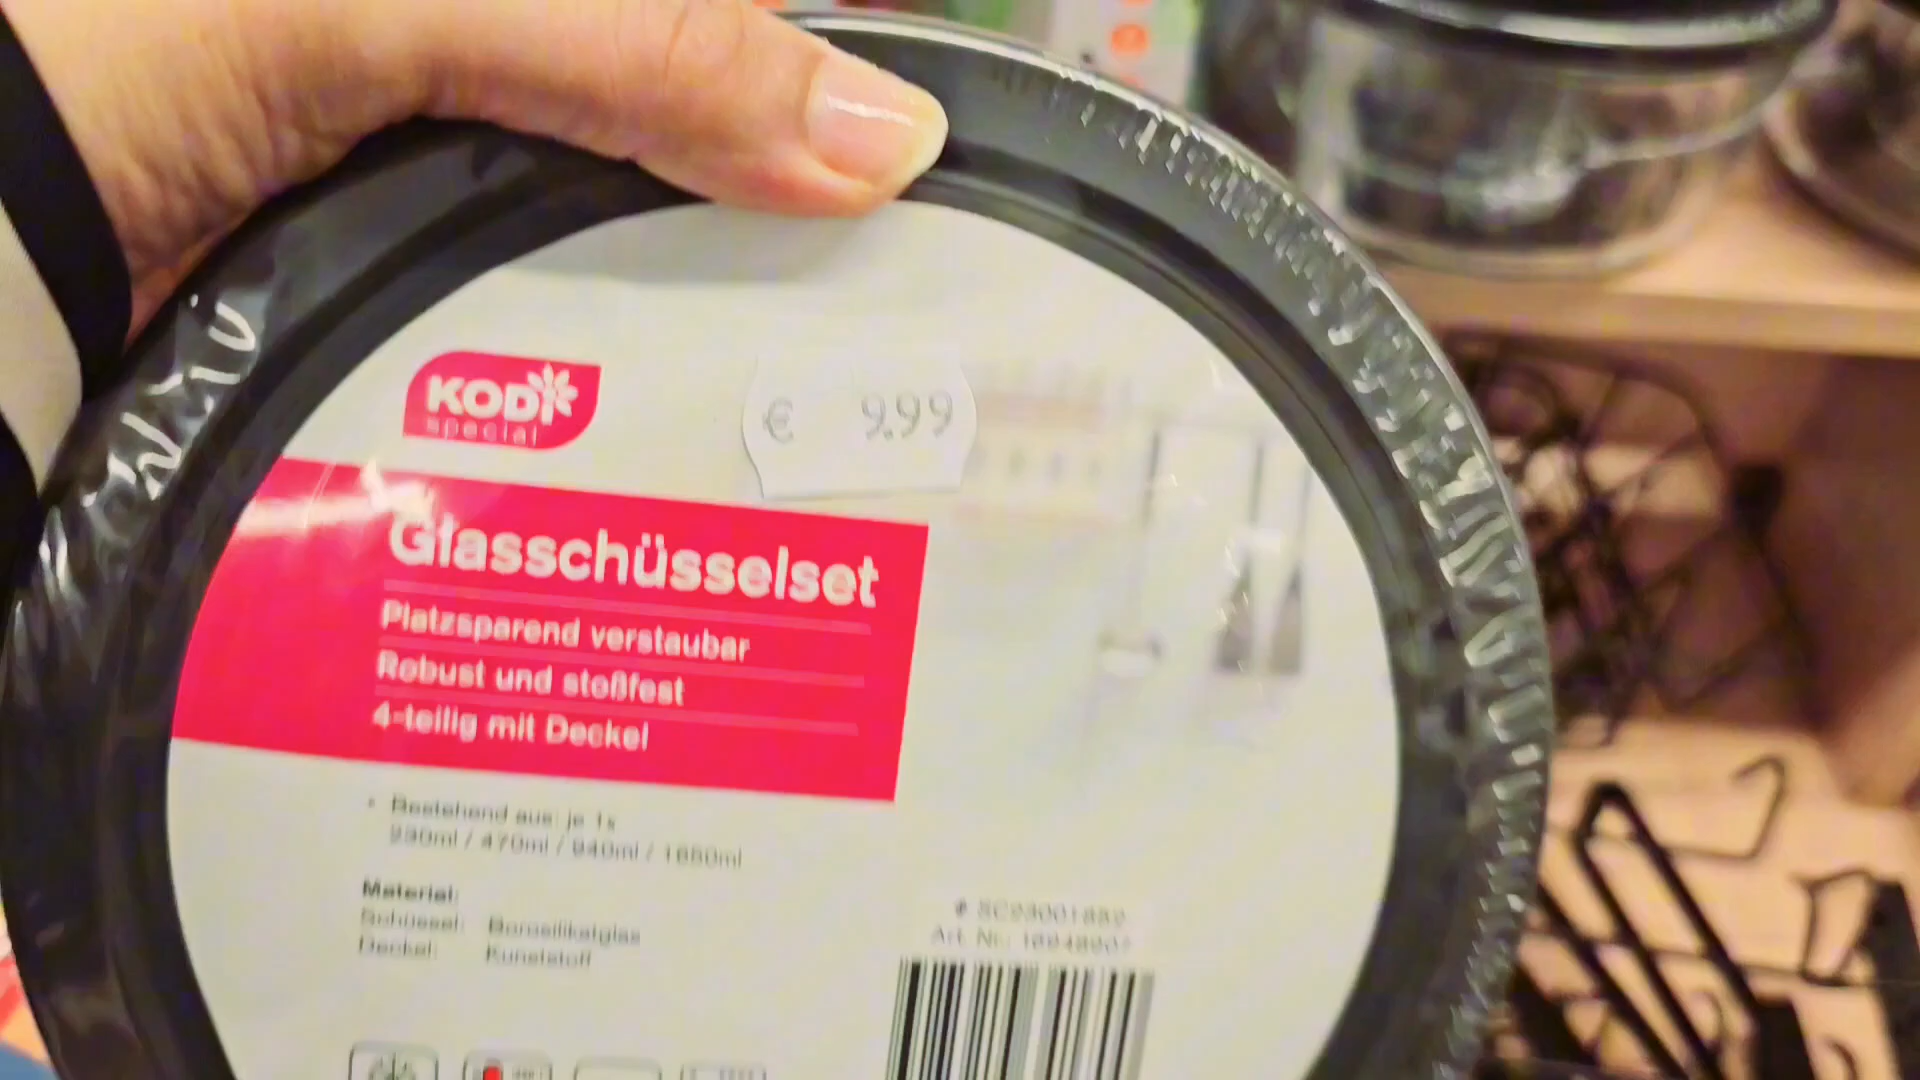 KODi
special
€ 9.99
Glasschüsselset
Platzsparend verstaubar
Robust und stoßfest
4-teilig mit Deckel
• Bestehend aus: je 1x
230ml / 470ml / 940ml / 1650ml
Material:
Schüssel: Borosilikatglas
Deckel: Kunststoff
Art. Nr.: